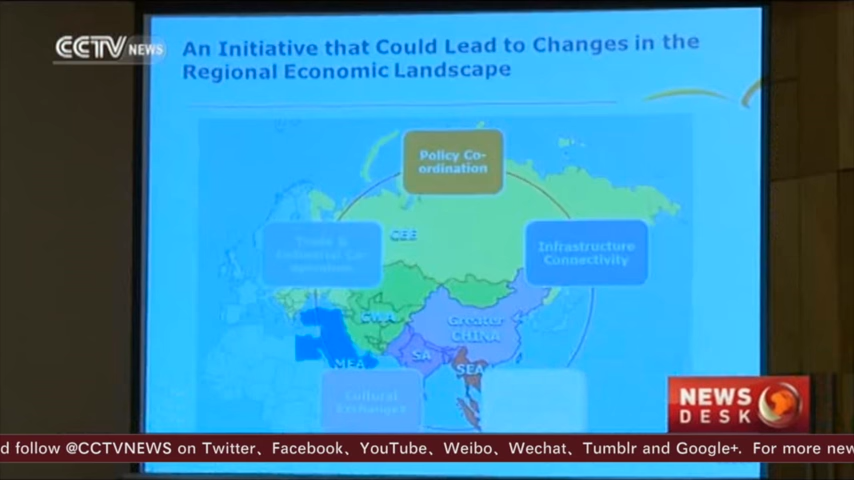 CCTV NEWS
An Initiative that Could Lead to Changes in the
Regional Economic Landscape
Policy Co-
ordination
CEE
Infrastructure
Connectivity
CWA
Greater
CHINA
SA
MEA
SEA
Cultural
Exchanges
NEWS
DESK
d follow @CCTVNEWS on Twitter、Facebook、YouTube、Weibo、Wechat、Tumblr and Google+. For more new